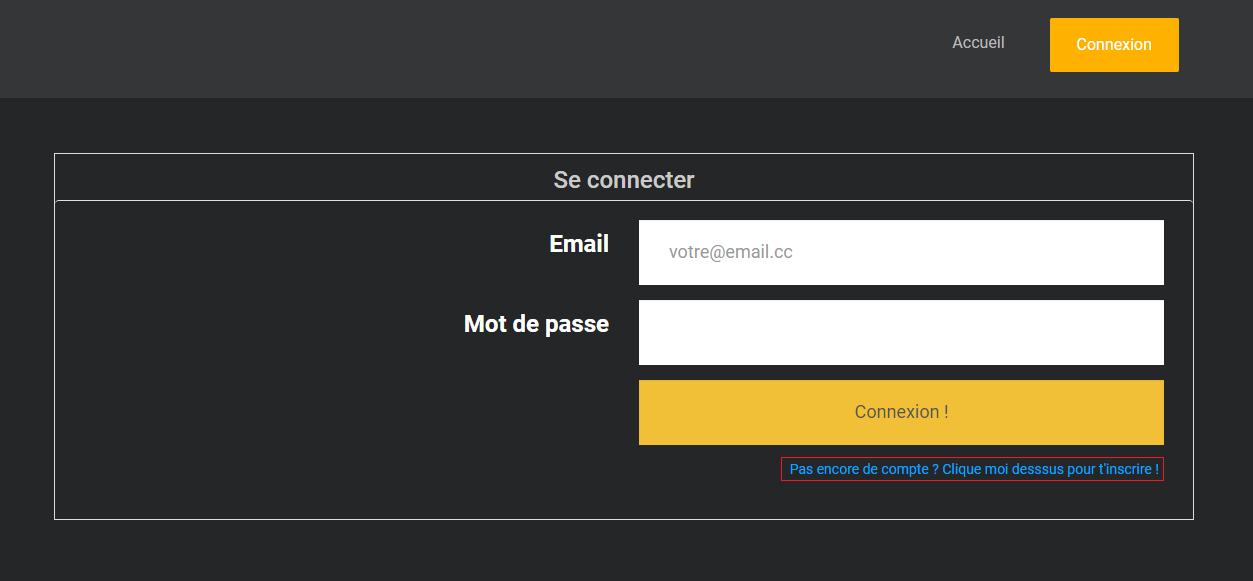 Accueil
Connexion
Se connecter
Email
votre@email.cc
Mot de passe
Connexion !
Pas encore de compte ? Clique moi desssus pour t'inscrire !